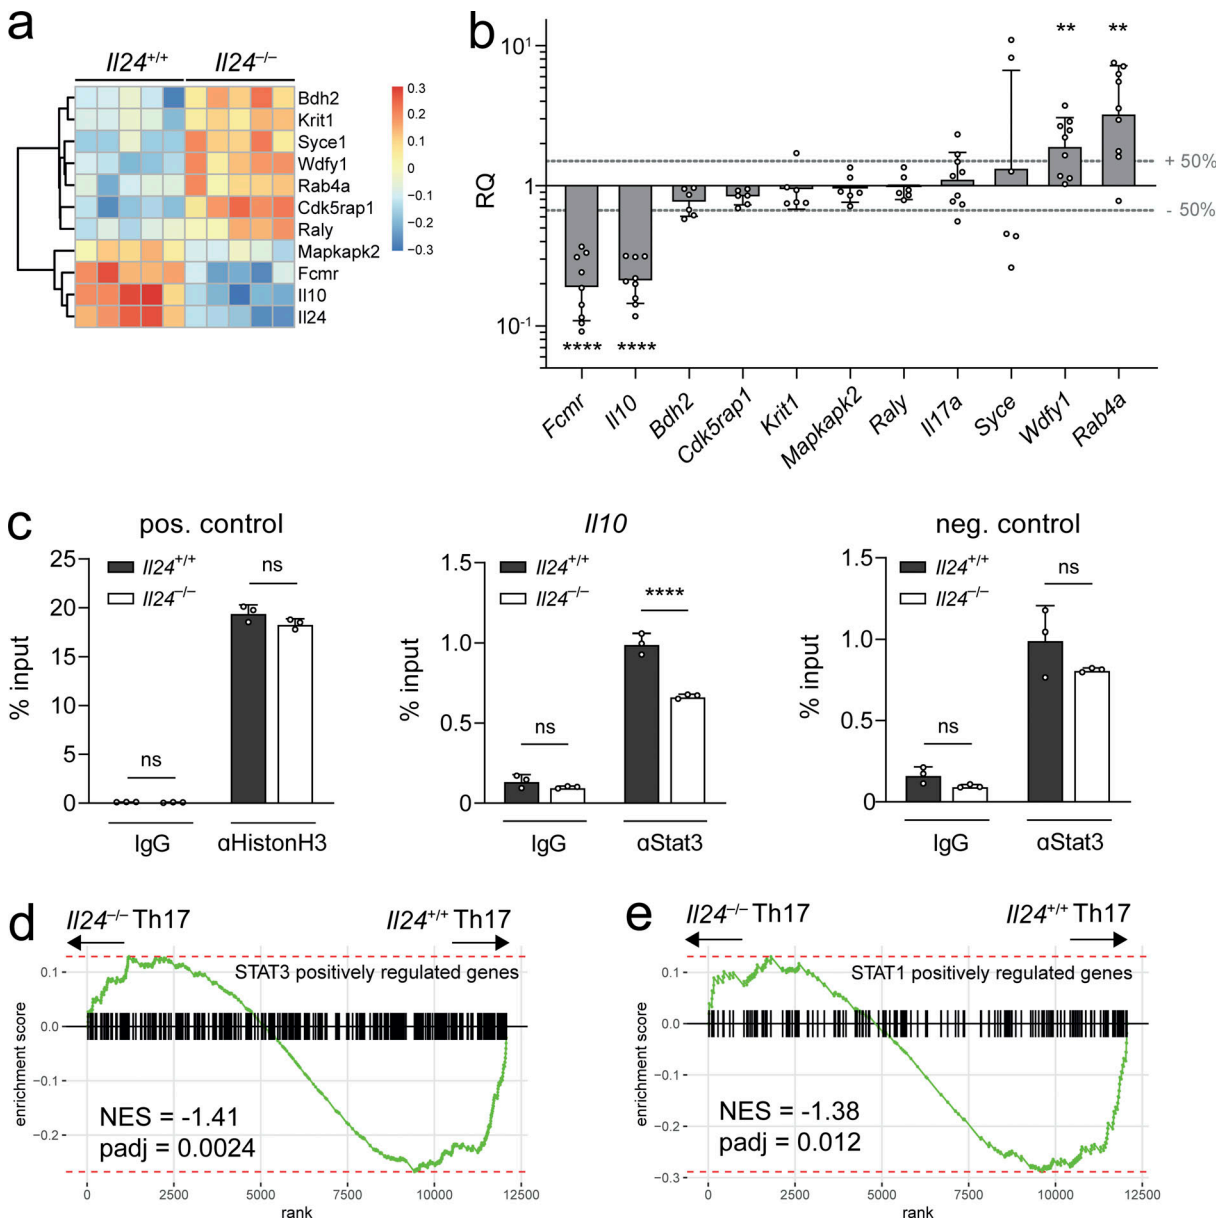 a
Il24+/+ Il24–/–
Bdh2
Krit1
Syce1
Wdfy1
Rab4a
Cdk5rap1
Raly
Mapkapk2
Fcmr
Il10
Il24
0.3
0.2
0.1
0
−0.1
−0.2
−0.3
b
RQ
10¹
1
10⁻¹
** **
**** ****
+ 50%
- 50%
Fcmr
Il10
Bdh2
Cdk5rap1
Krit1
Mapkapk2
Raly
Il17a
Syce
Wdfy1
Rab4a
c
pos. control
Il24+/+
Il24–/–
% input
25
20
15
10
5
0
ns
ns
IgG αHistonH3
Il10
Il24+/+
Il24–/–
% input
1.5
1.0
0.5
0
ns
****
IgG αStat3
neg. control
Il24+/+
Il24–/–
% input
1.5
1.0
0.5
0
ns
ns
IgG αStat3
d
Il24–/– Th17 Il24+/+ Th17
STAT3 positively regulated genes
enrichment score
0.1
0.0
−0.1
−0.2
NES = -1.41
padj = 0.0024
0 2500 5000 7500 10000 12500
rank
e
Il24–/– Th17 Il24+/+ Th17
STAT1 positively regulated genes
enrichment score
0.1
0.0
−0.1
−0.2
−0.3
NES = -1.38
padj = 0.012
0 2500 5000 7500 10000 12500
rank